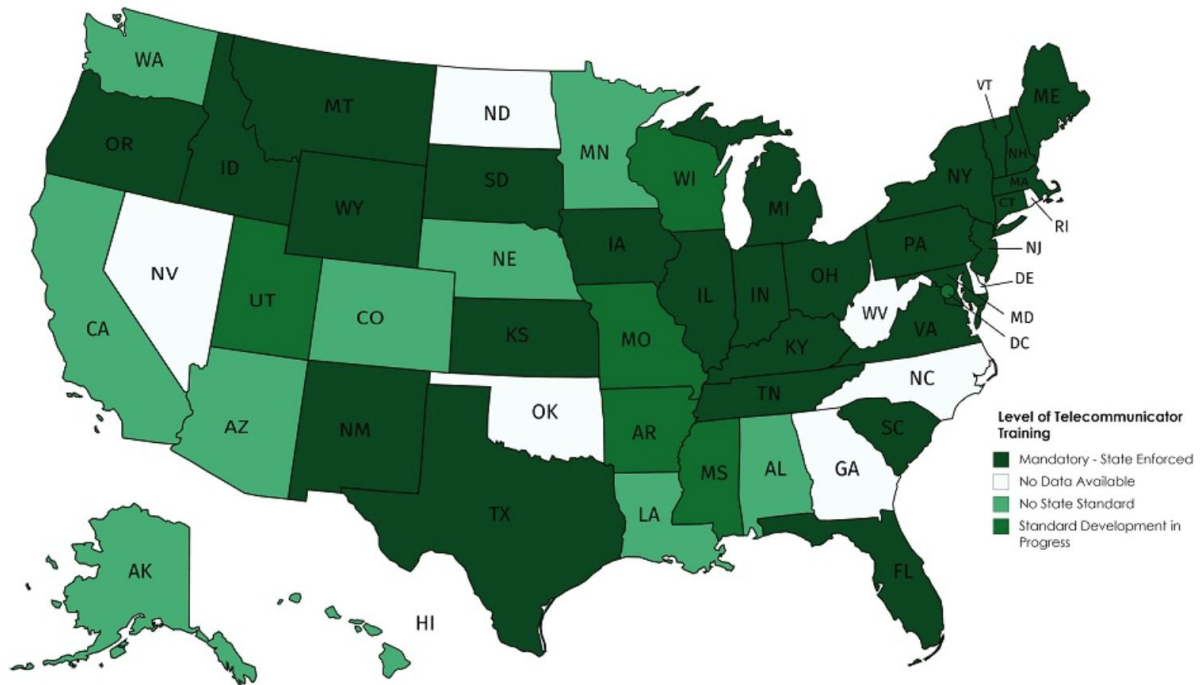 WA
MT
ND
MN
VT
ME
OR
ID
SD
WI
NH
NY
MI
MA
WY
CT
RI
IA
PA
NJ
NE
OH
NV
IL
IN
DE
UT
CO
WV
MD
CA
VA
KS
MO
DC
KY
NC
TN
OK
AZ
NM
AR
SC
MS
AL
GA
TX
LA
AK
FL
HI
Level of Telecommunicator
Training
Mandatory - State Enforced
No Data Available
No State Standard
Standard Development in
Progress